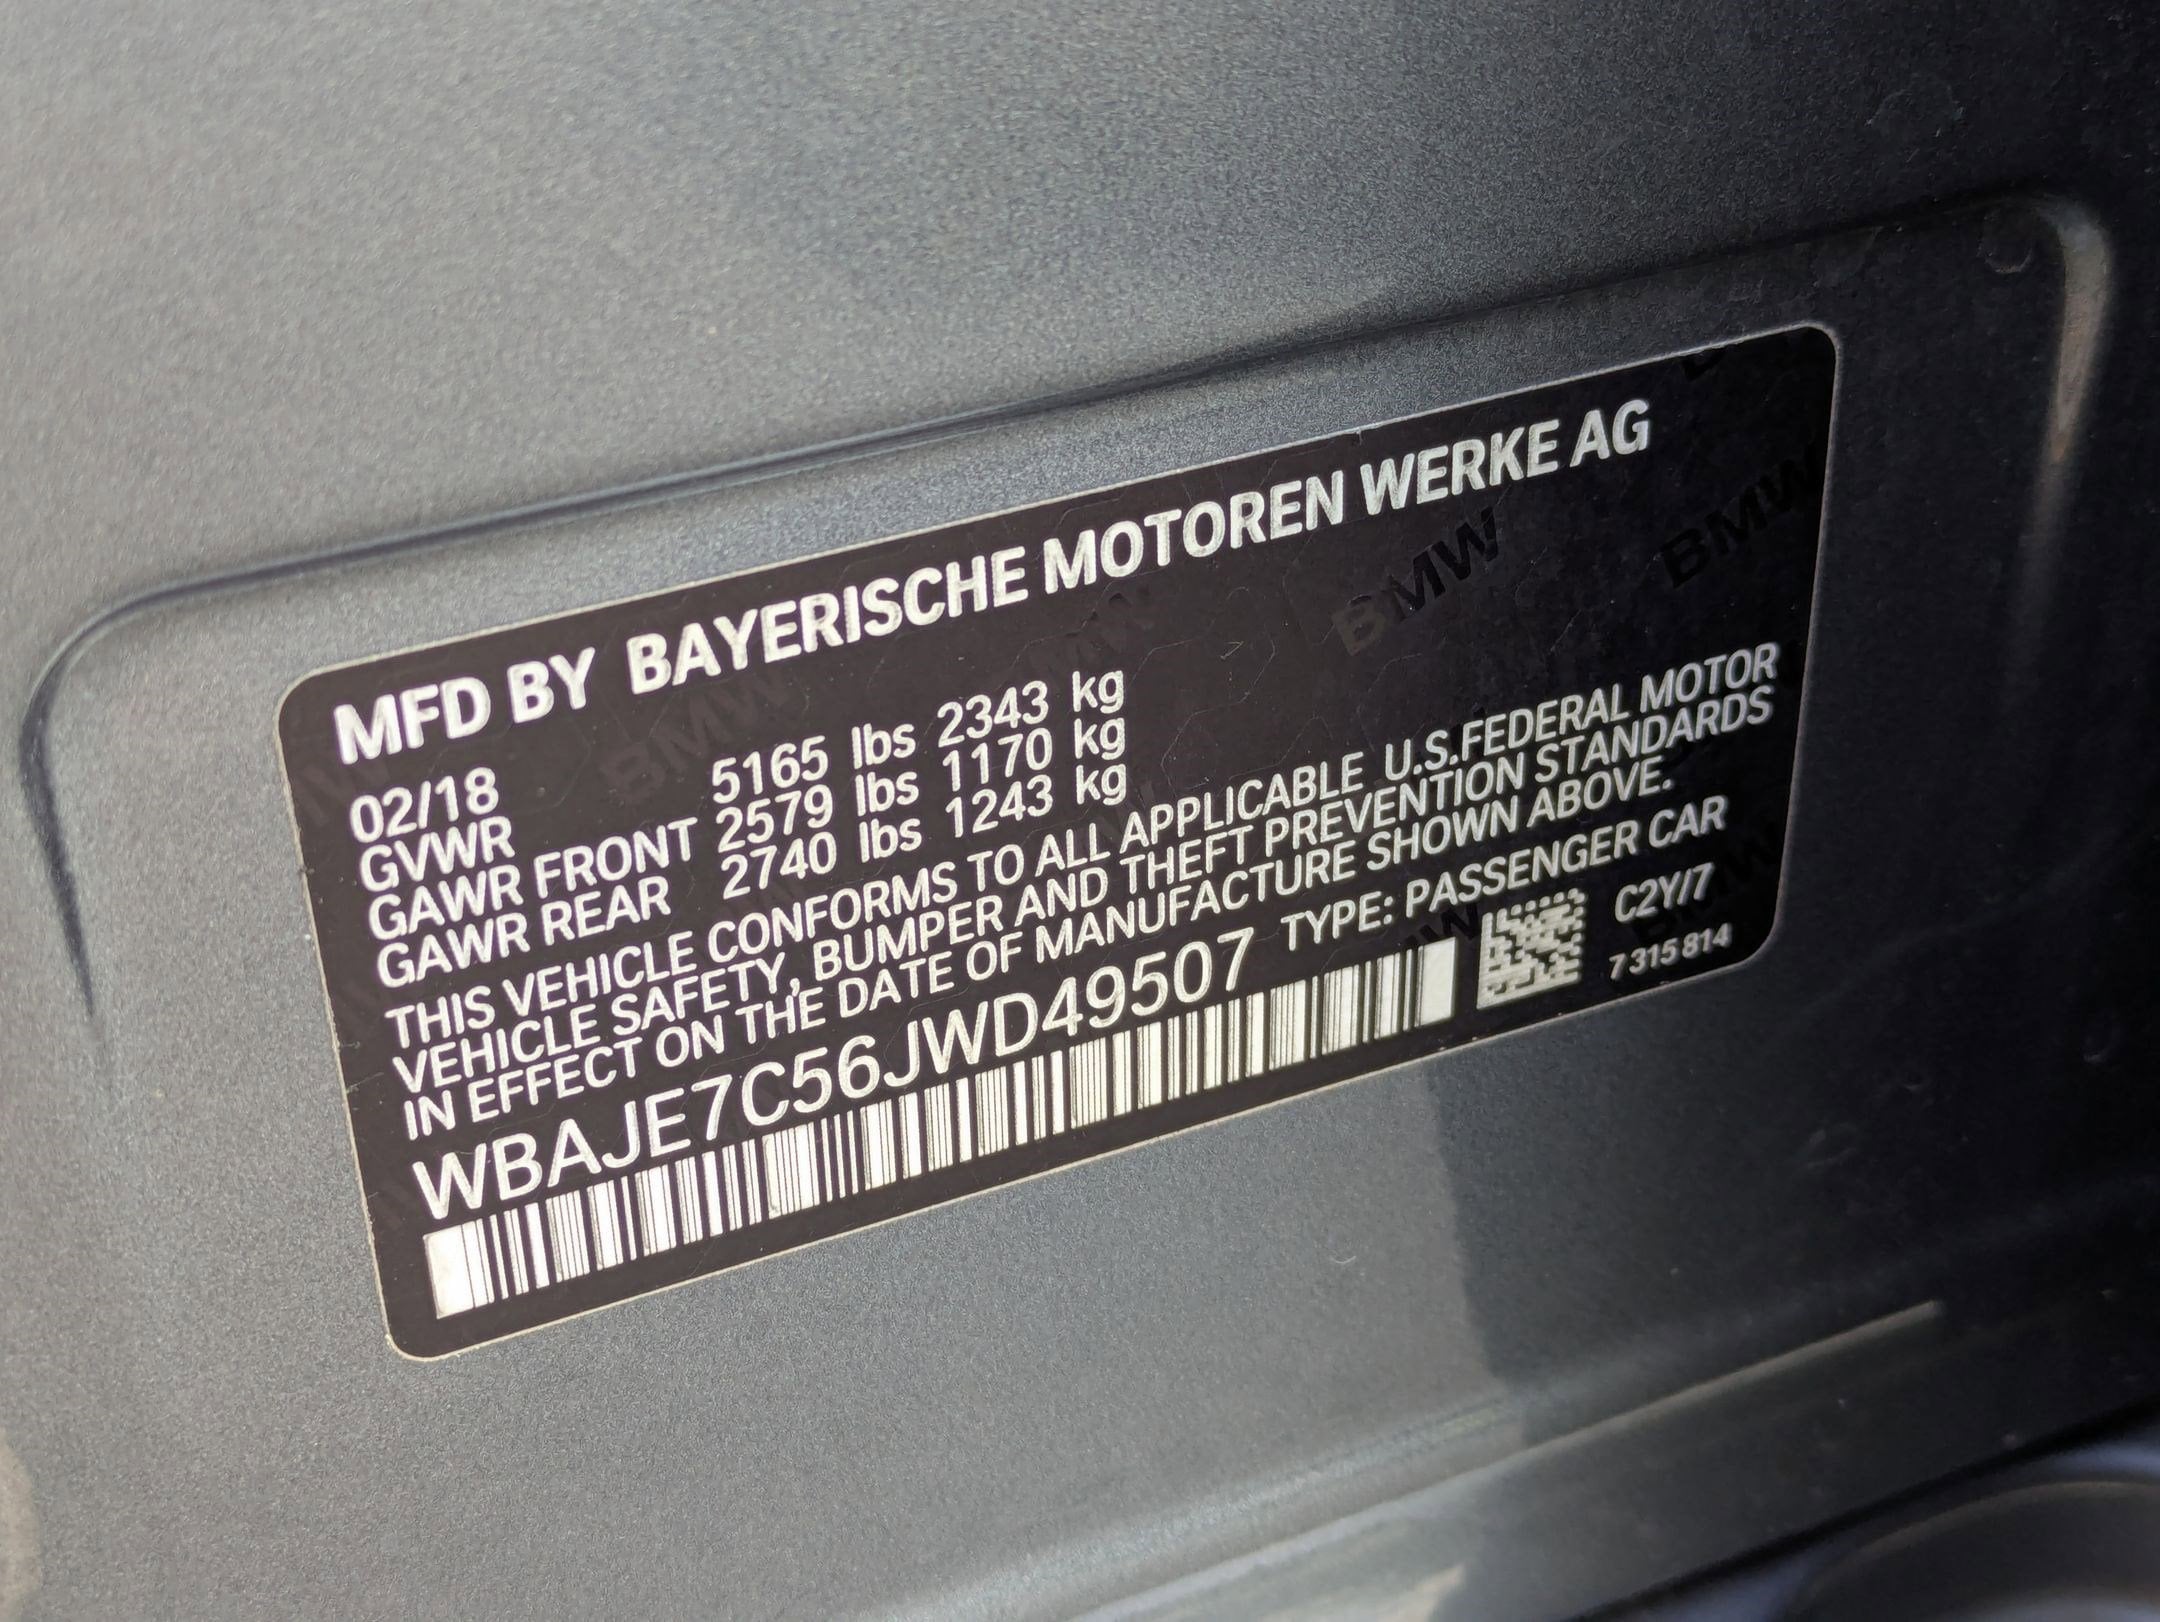 MFD BY BAYERISCHE MOTOREN WERKE AG
02/18
GVWR 5165 lbs 2343 kg
GAWR FRONT 2579 lbs 1170 kg
GAWR REAR 2740 lbs 1243 kg
THIS VEHICLE CONFORMS TO ALL APPLICABLE U.S.FEDERAL MOTOR
VEHICLE SAFETY, BUMPER AND THEFT PREVENTION STANDARDS
IN EFFECT ON THE DATE OF MANUFACTURE SHOWN ABOVE.
WBAJE7C56JWD49507 TYPE: PASSENGER CAR
C2Y/7
7 315 814
BMW
BMW
BMW